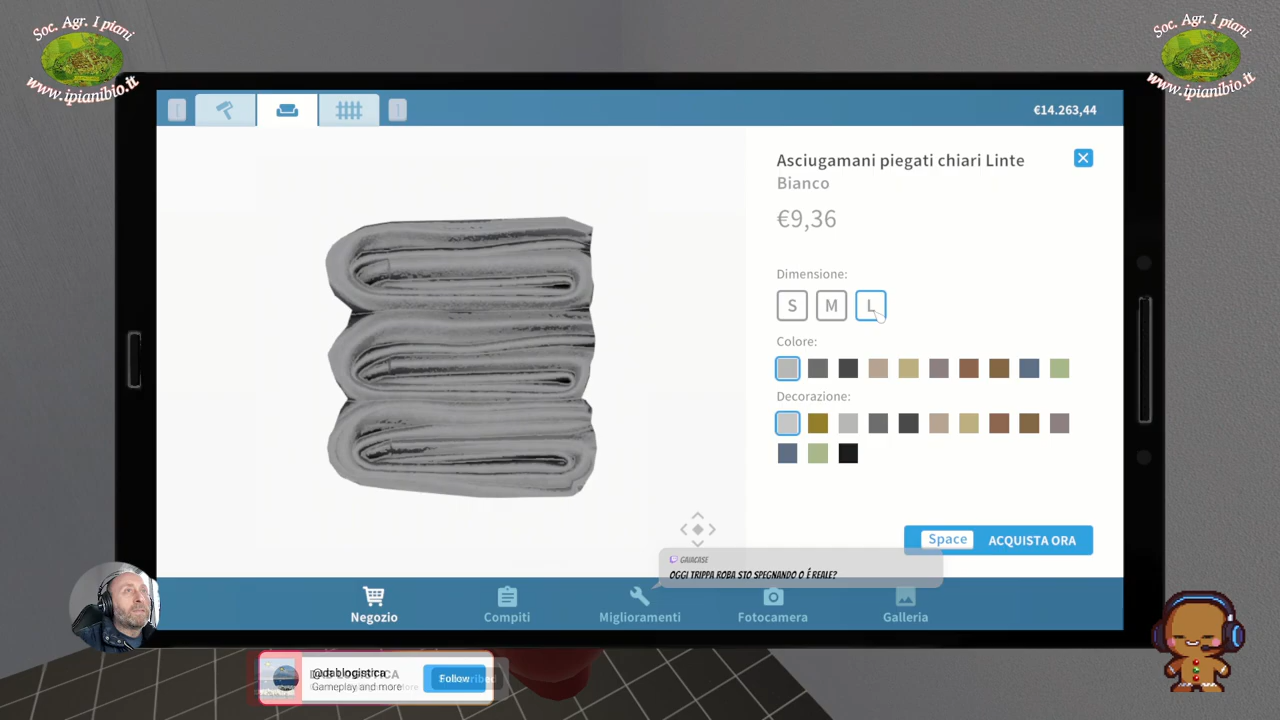 Soc. Agr. I piani
www.ipianibio.it
Soc. Agr. I piani
www.ipianibio.it
€14.263,44
Asciugamani piegati chiari Linte
Bianco
€9,36
Dimensione:
S M L
Colore:
Decorazione:
Space ACQUISTA ORA
GAIACASE
OGGI TRIPPA ROBA STO SPEGNANDO O É REALE?
Negozio
Compiti
Miglioramenti
Fotocamera
Galleria
@dablogistica
Gameplay and more
Follow